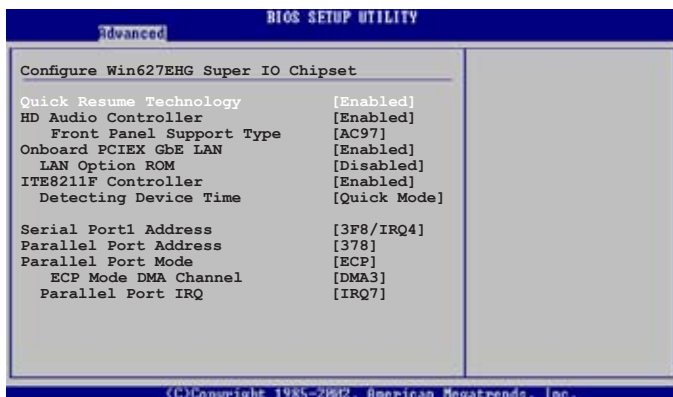 BIOS SETUP UTILITY
Advanced
Configure Win627EHG Super IO Chipset
Quick Resume Technology [Enabled]
HD Audio Controller [Enabled]
Front Panel Support Type [AC97]
Onboard PCIEX GbE LAN [Enabled]
LAN Option ROM [Disabled]
ITE8211F Controller [Enabled]
Detecting Device Time [Quick Mode]
Serial Port1 Address [3F8/IRQ4]
Parallel Port Address [378]
Parallel Port Mode [ECP]
ECP Mode DMA Channel [DMA3]
Parallel Port IRQ [IRQ7]
(C)Copyright 1985-2002, American Megatrends, Inc.